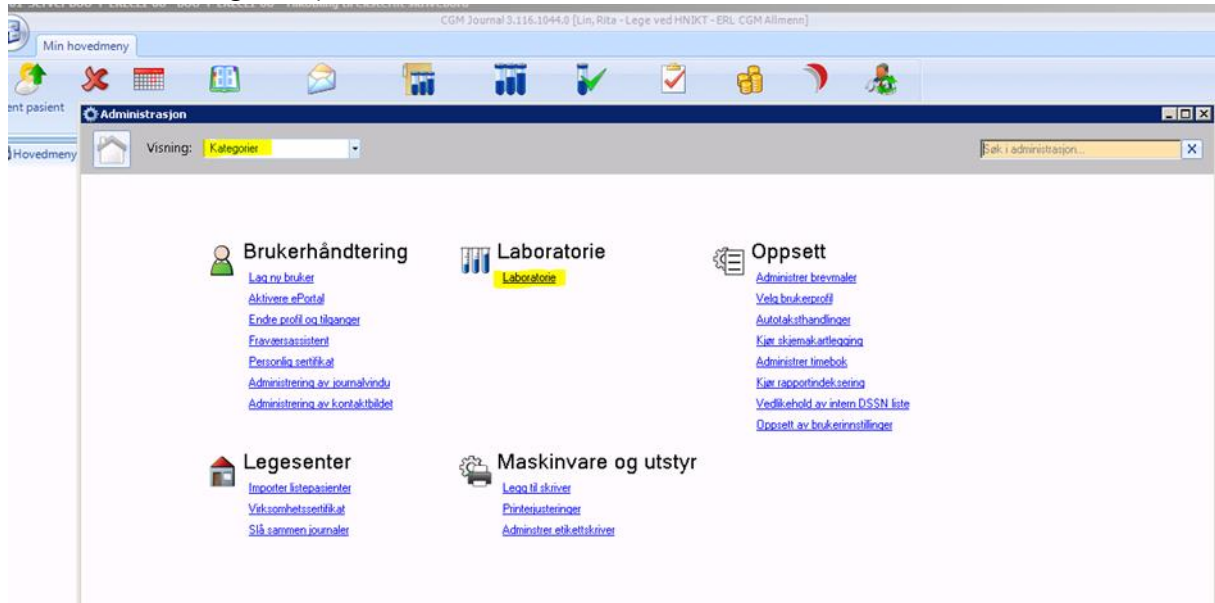 CGM Journal 3.116.1044.0 [Lin, Rita - Lege ved HNIKT - ERL CGM Allmenn]
Min hovedmeny
ent pasient
Administrasjon
Hovedmeny
Visning: Kategorier
Søk i administrasjon...
Brukerhåndtering
Lag ny bruker
Aktivere ePortal
Endre profil og tilganger
Fraværsassistent
Personlig sertifikat
Administrering av journalvindu
Administrering av kontaktbildet
Laboratorie
Laboratorie
Oppsett
Administrer brevmaler
Velg brukerprofil
Autotaksthandlinger
Kjør skjemakartlegging
Administrer timebok
Kjør rapportindeksering
Vedlikehold av intern DSSN liste
Oppsett av brukerinnstillinger
Legesenter
Importer listepasienter
Virksomhetssertifikat
Slå sammen journaler
Maskinvare og utstyr
Legg til skriver
Printerjusteringer
Adminstrer etikettskriver